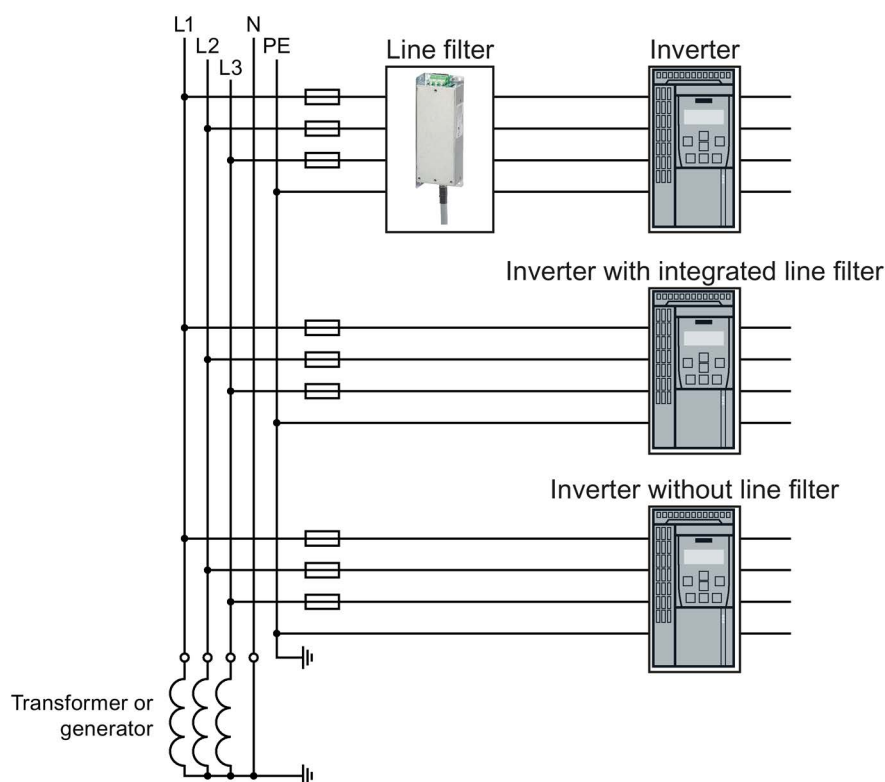 L1
N
L2
PE
L3
Line filter
Inverter
Inverter with integrated line filter
Inverter without line filter
Transformer or
generator